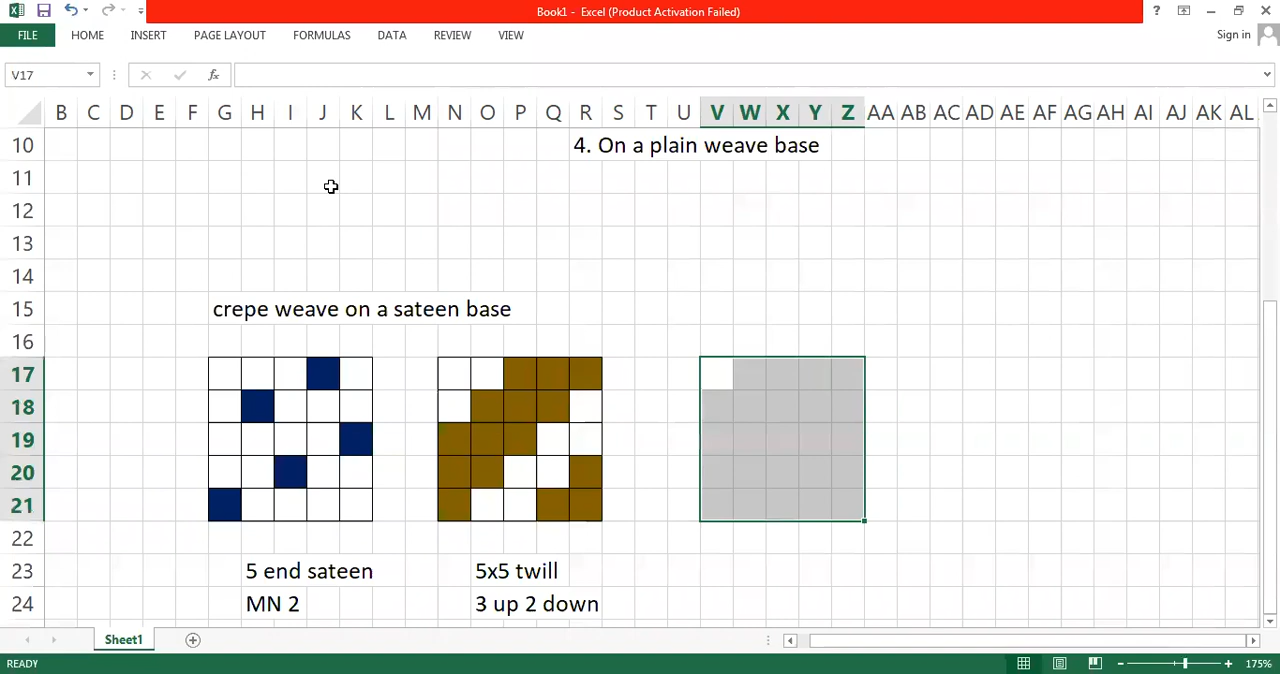 Book1 - Excel (Product Activation Failed)
?
FILE HOME INSERT PAGE LAYOUT FORMULAS DATA REVIEW VIEW Sign in
V17 fx
B C D E F G H I J K L M N O P Q R S T U V W X Y Z AA AB AC AD AE AF AG AH AI AJ AK AL
10 4. On a plain weave base
11
12
13
14
15 crepe weave on a sateen base
16
17
18
19
20
21
22
23 5 end sateen 5x5 twill
24 MN 2 3 up 2 down
Sheet1
READY 175%